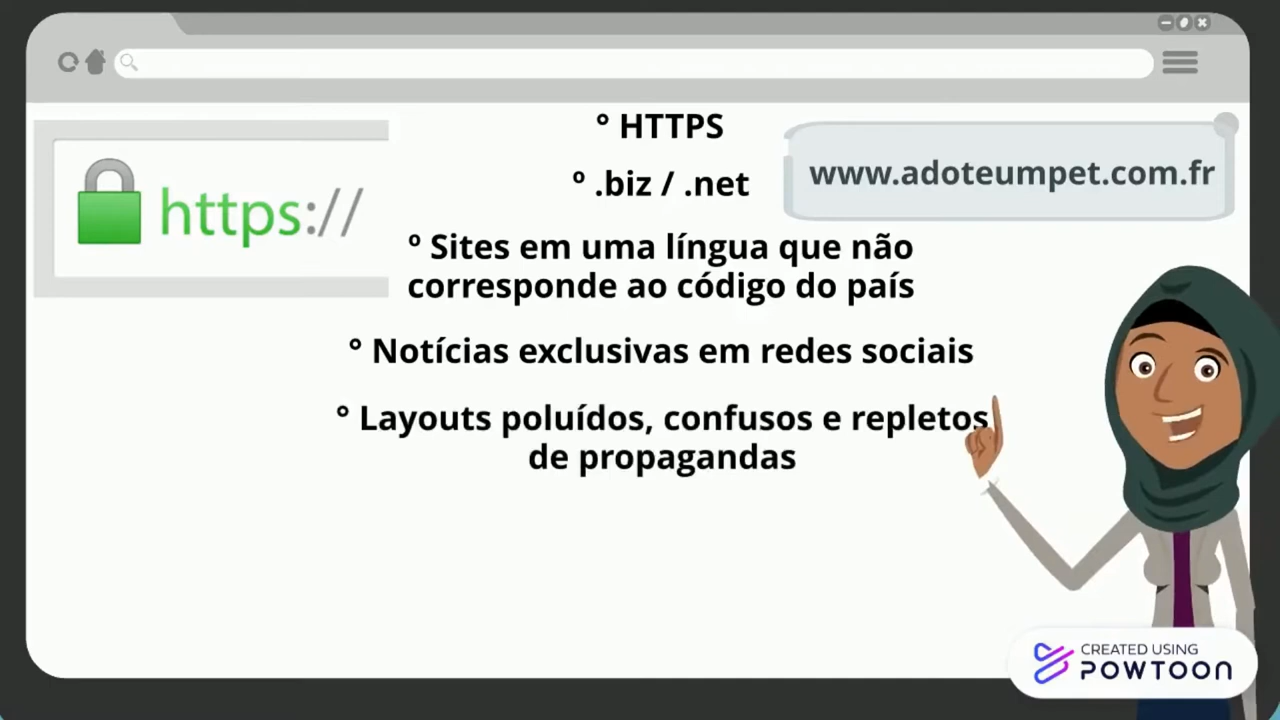 ° HTTPS
https://
www.adoteumpet.com.fr
º .biz / .net
º Sites em uma língua que não
corresponde ao código do país
° Notícias exclusivas em redes sociais
° Layouts poluídos, confusos e repletos
de propagandas
CREATED USING
POWTOON